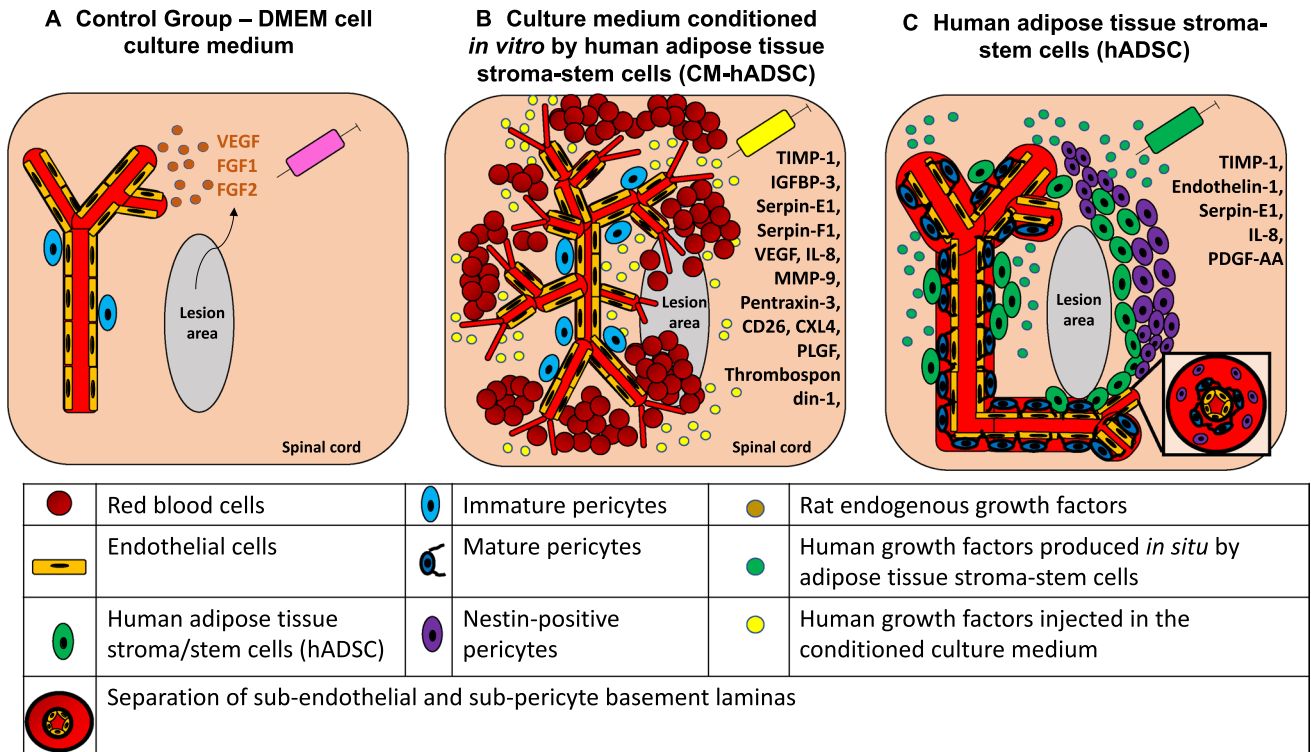 A Control Group – DMEM cell
culture medium
VEGF
FGF1
FGF2
Lesion
area
Spinal cord
B Culture medium conditioned
in vitro by human adipose tissue
stroma-stem cells (CM-hADSC)
TIMP-1,
IGFBP-3,
Serpin-E1,
Serpin-F1,
VEGF, IL-8,
MMP-9,
Pentraxin-3,
CD26, CXL4,
PLGF,
Thrombospon
din-1,
Lesion
area
Spinal cord
C Human adipose tissue stroma-
stem cells (hADSC)
TIMP-1,
Endothelin-1,
Serpin-E1,
IL-8,
PDGF-AA
Lesion
area
Red blood cells
Immature pericytes
Rat endogenous growth factors
Endothelial cells
Mature pericytes
Human growth factors produced in situ by
adipose tissue stroma-stem cells
Human adipose tissue
stroma/stem cells (hADSC)
Nestin-positive
pericytes
Human growth factors injected in the
conditioned culture medium
Separation of sub-endothelial and sub-pericyte basement laminas